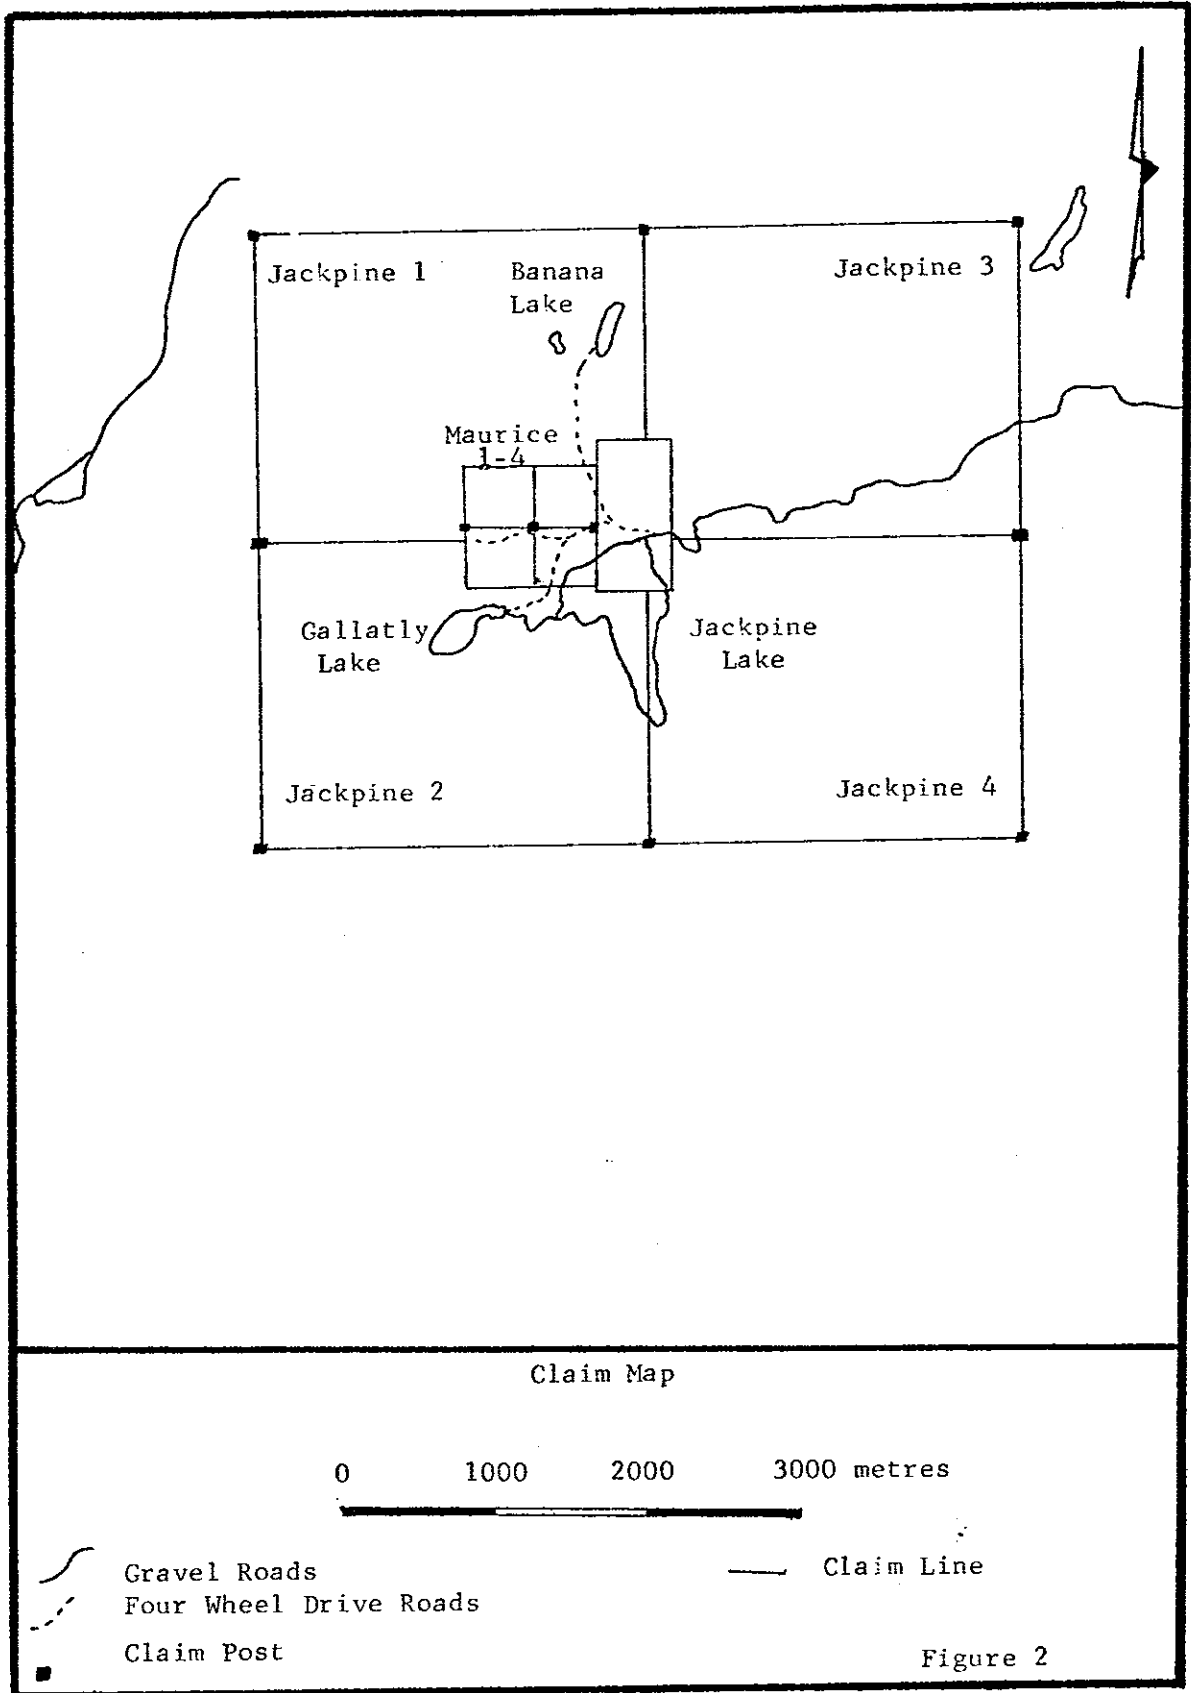 Jackpine 1
Banana
Lake
Jackpine 3
Maurice
1-4
Gallatly
Lake
Jackpine
Lake
Jackpine 2
Jackpine 4
Claim Map
0 1000 2000 3000 metres
Gravel Roads
Claim Line
Four Wheel Drive Roads
Claim Post
Figure 2